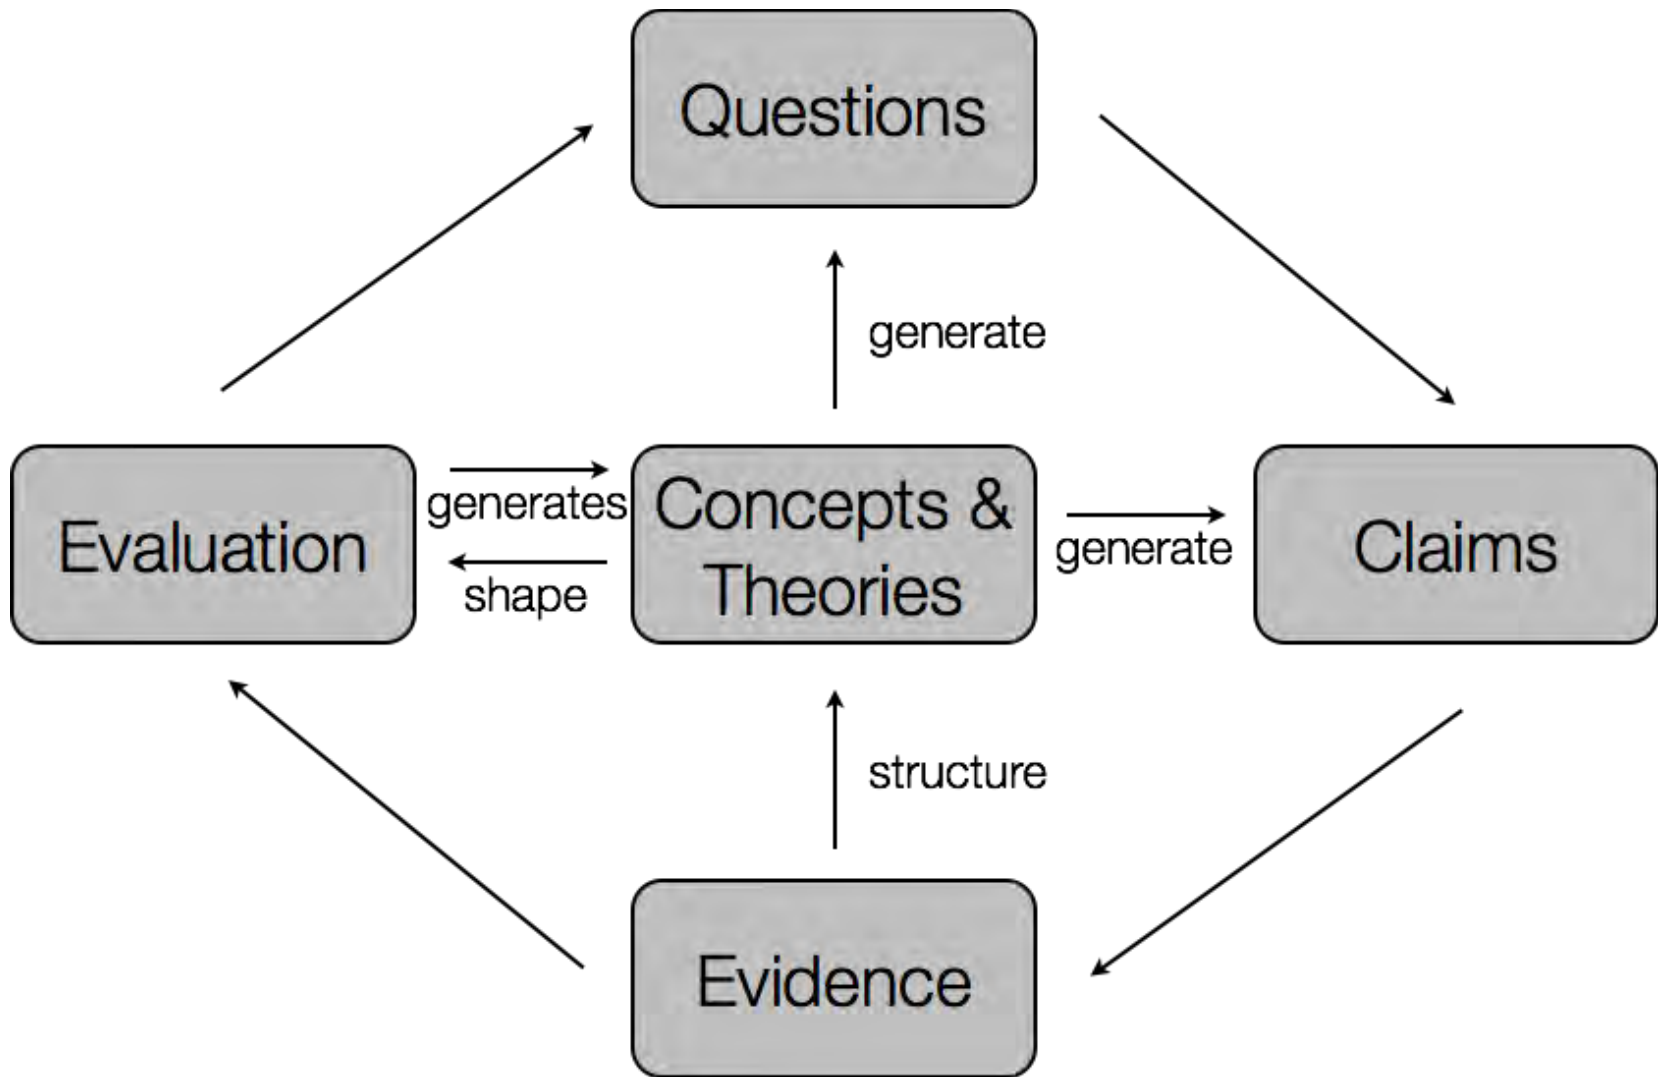 Questions
generate
Evaluation
generates
shape
Concepts &
Theories
generate
Claims
structure
Evidence